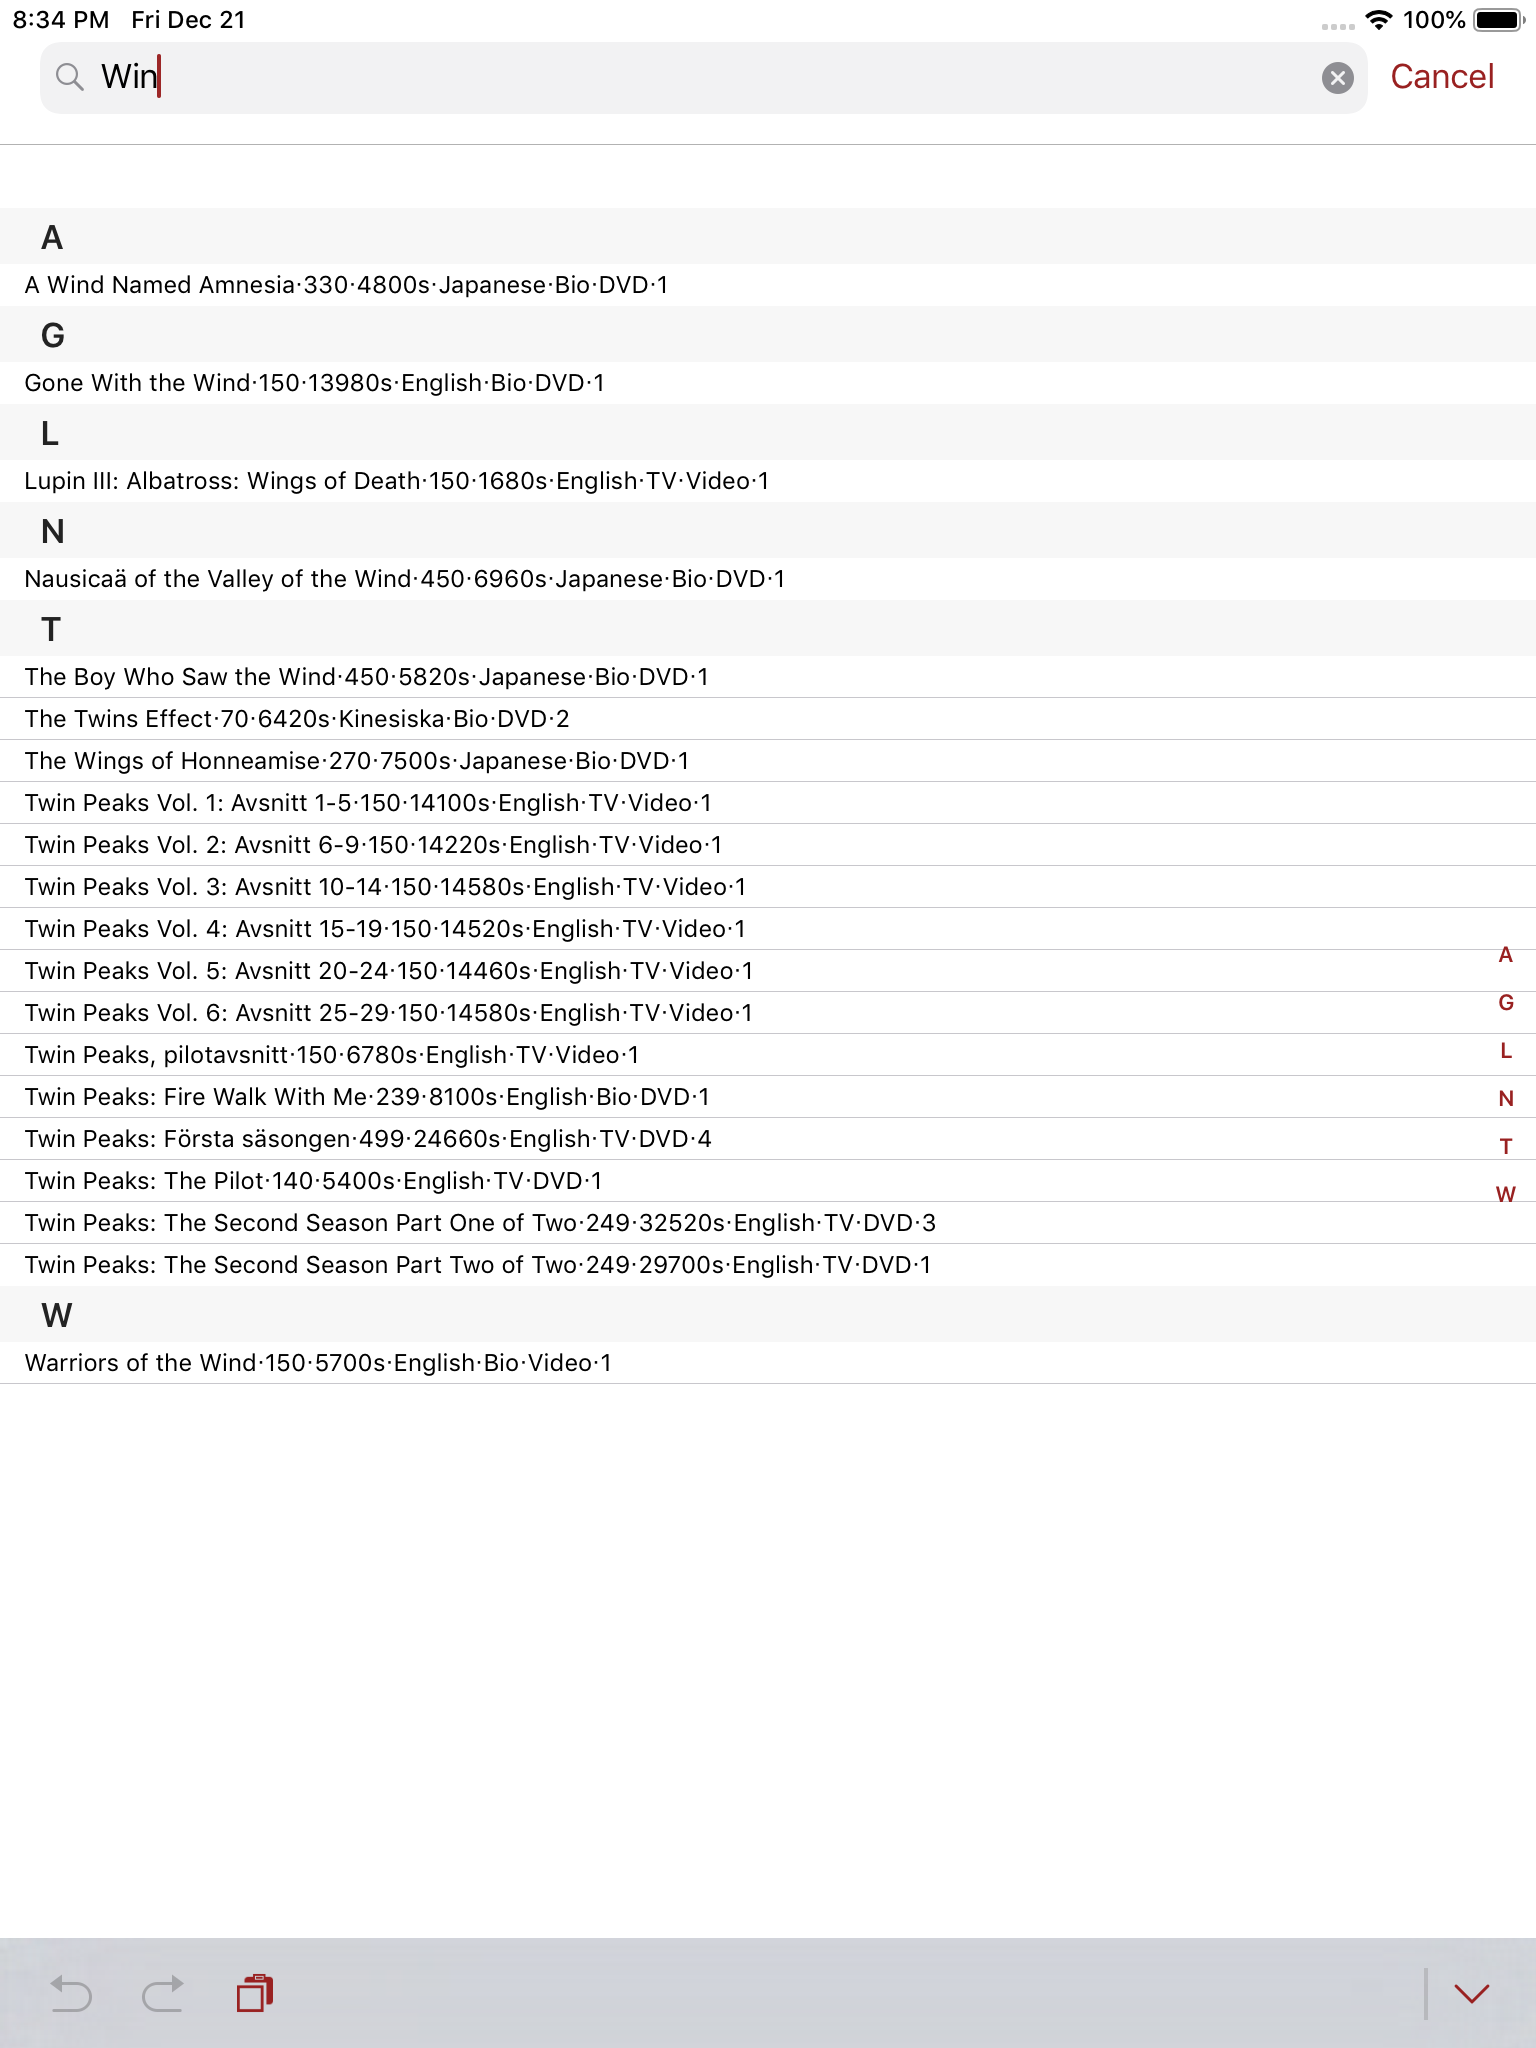 8:34 PM Fri Dec 21 100%
Win Cancel
A
A Wind Named Amnesia·330·4800s·Japanese·Bio·DVD·1
G
Gone With the Wind·150·13980s·English·Bio·DVD·1
L
Lupin III: Albatross: Wings of Death·150·1680s·English·TV·Video·1
N
Nausicaä of the Valley of the Wind·450·6960s·Japanese·Bio·DVD·1
T
The Boy Who Saw the Wind·450·5820s·Japanese·Bio·DVD·1
The Twins Effect·70·6420s·Kinesiska·Bio·DVD·2
The Wings of Honneamise·270·7500s·Japanese·Bio·DVD·1
Twin Peaks Vol. 1: Avsnitt 1-5·150·14100s·English·TV·Video·1
Twin Peaks Vol. 2: Avsnitt 6-9·150·14220s·English·TV·Video·1
Twin Peaks Vol. 3: Avsnitt 10-14·150·14580s·English·TV·Video·1
Twin Peaks Vol. 4: Avsnitt 15-19·150·14520s·English·TV·Video·1
Twin Peaks Vol. 5: Avsnitt 20-24·150·14460s·English·TV·Video·1
Twin Peaks Vol. 6: Avsnitt 25-29·150·14580s·English·TV·Video·1
Twin Peaks, pilotavsnitt·150·6780s·English·TV·Video·1
Twin Peaks: Fire Walk With Me·239·8100s·English·Bio·DVD·1
Twin Peaks: Första säsongen·499·24660s·English·TV·DVD·4
Twin Peaks: The Pilot·140·5400s·English·TV·DVD·1
Twin Peaks: The Second Season Part One of Two·249·32520s·English·TV·DVD·3
Twin Peaks: The Second Season Part Two of Two·249·29700s·English·TV·DVD·1
W
Warriors of the Wind·150·5700s·English·Bio·Video·1
A
G
L
N
T
W